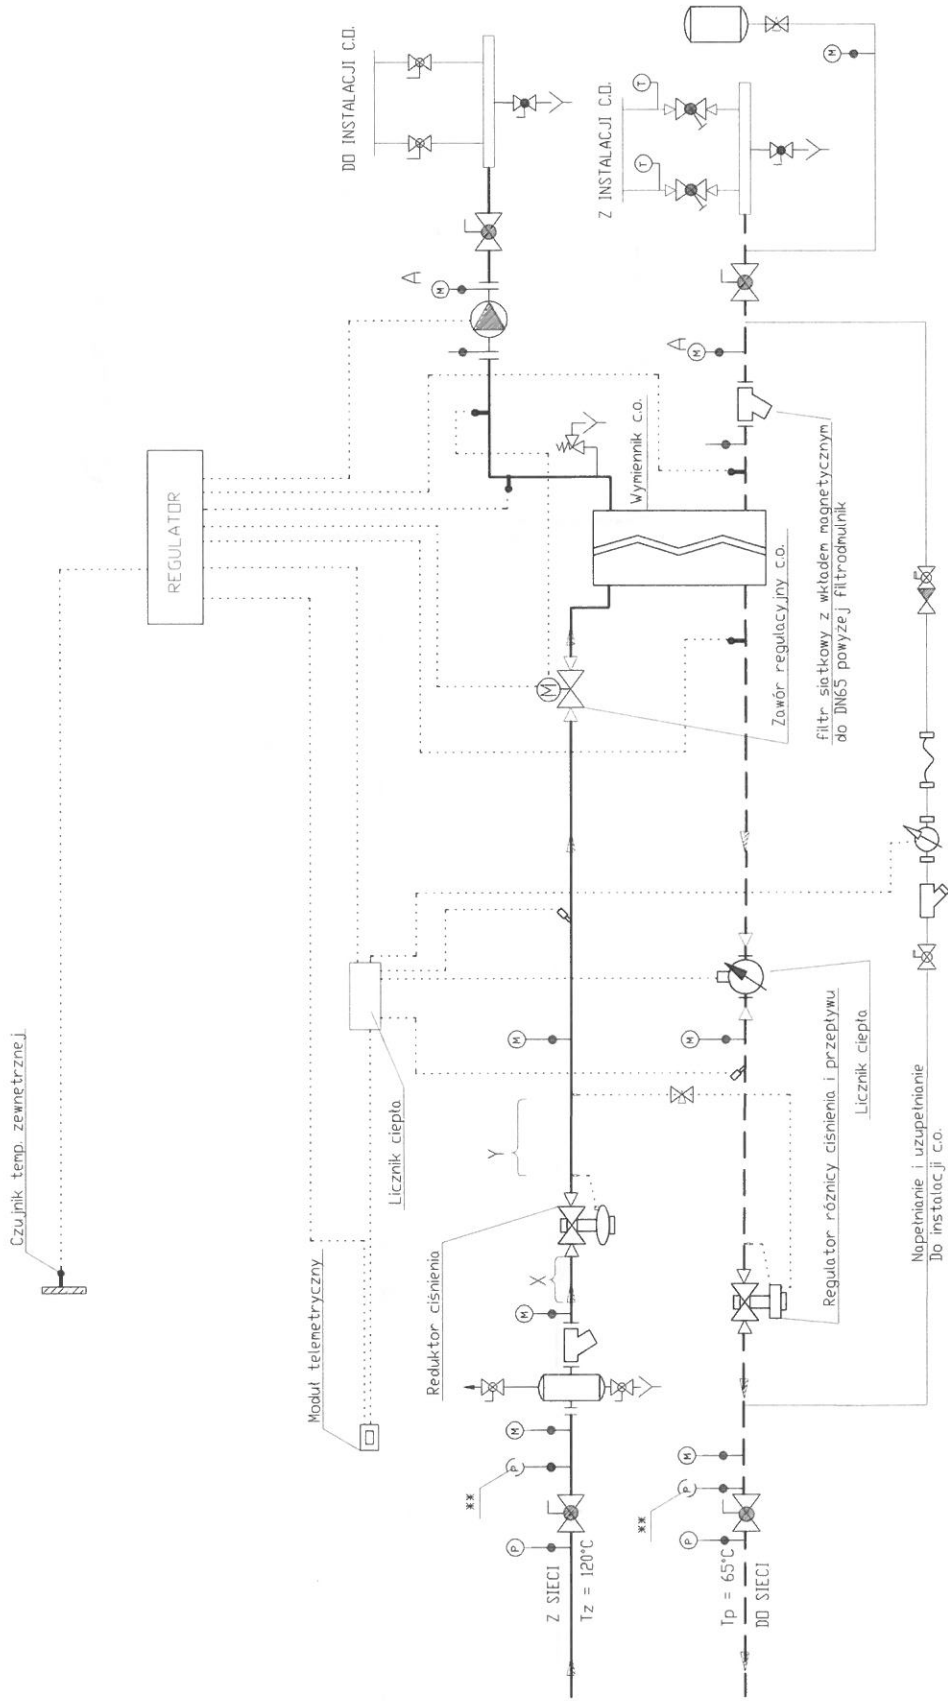 Czujnik temp. zewnętrznej
REGULATOR
Moduł telemetryczny
Licznik ciepła
DO INSTALACJI C.O.
A
M
Reduktor ciśnienia
X
Y
M
M
M
M
P
P
**
Z SIECI
Tz = 120°C
Wymiennik c.o.
Zawór regulacyjny c.o.
Z INSTALACJI C.O.
T
T
M
A
M
filtr siatkowy z wkładem magnetycznym
do DN65 powyżej filtrodmulnik
M
M
P
P
**
Tp = 65°C
DO SIECI
Regulator różnicy ciśnienia i przepływu
Licznik ciepła
Napełnianie i uzupełnianie
Do instalacji c.o.